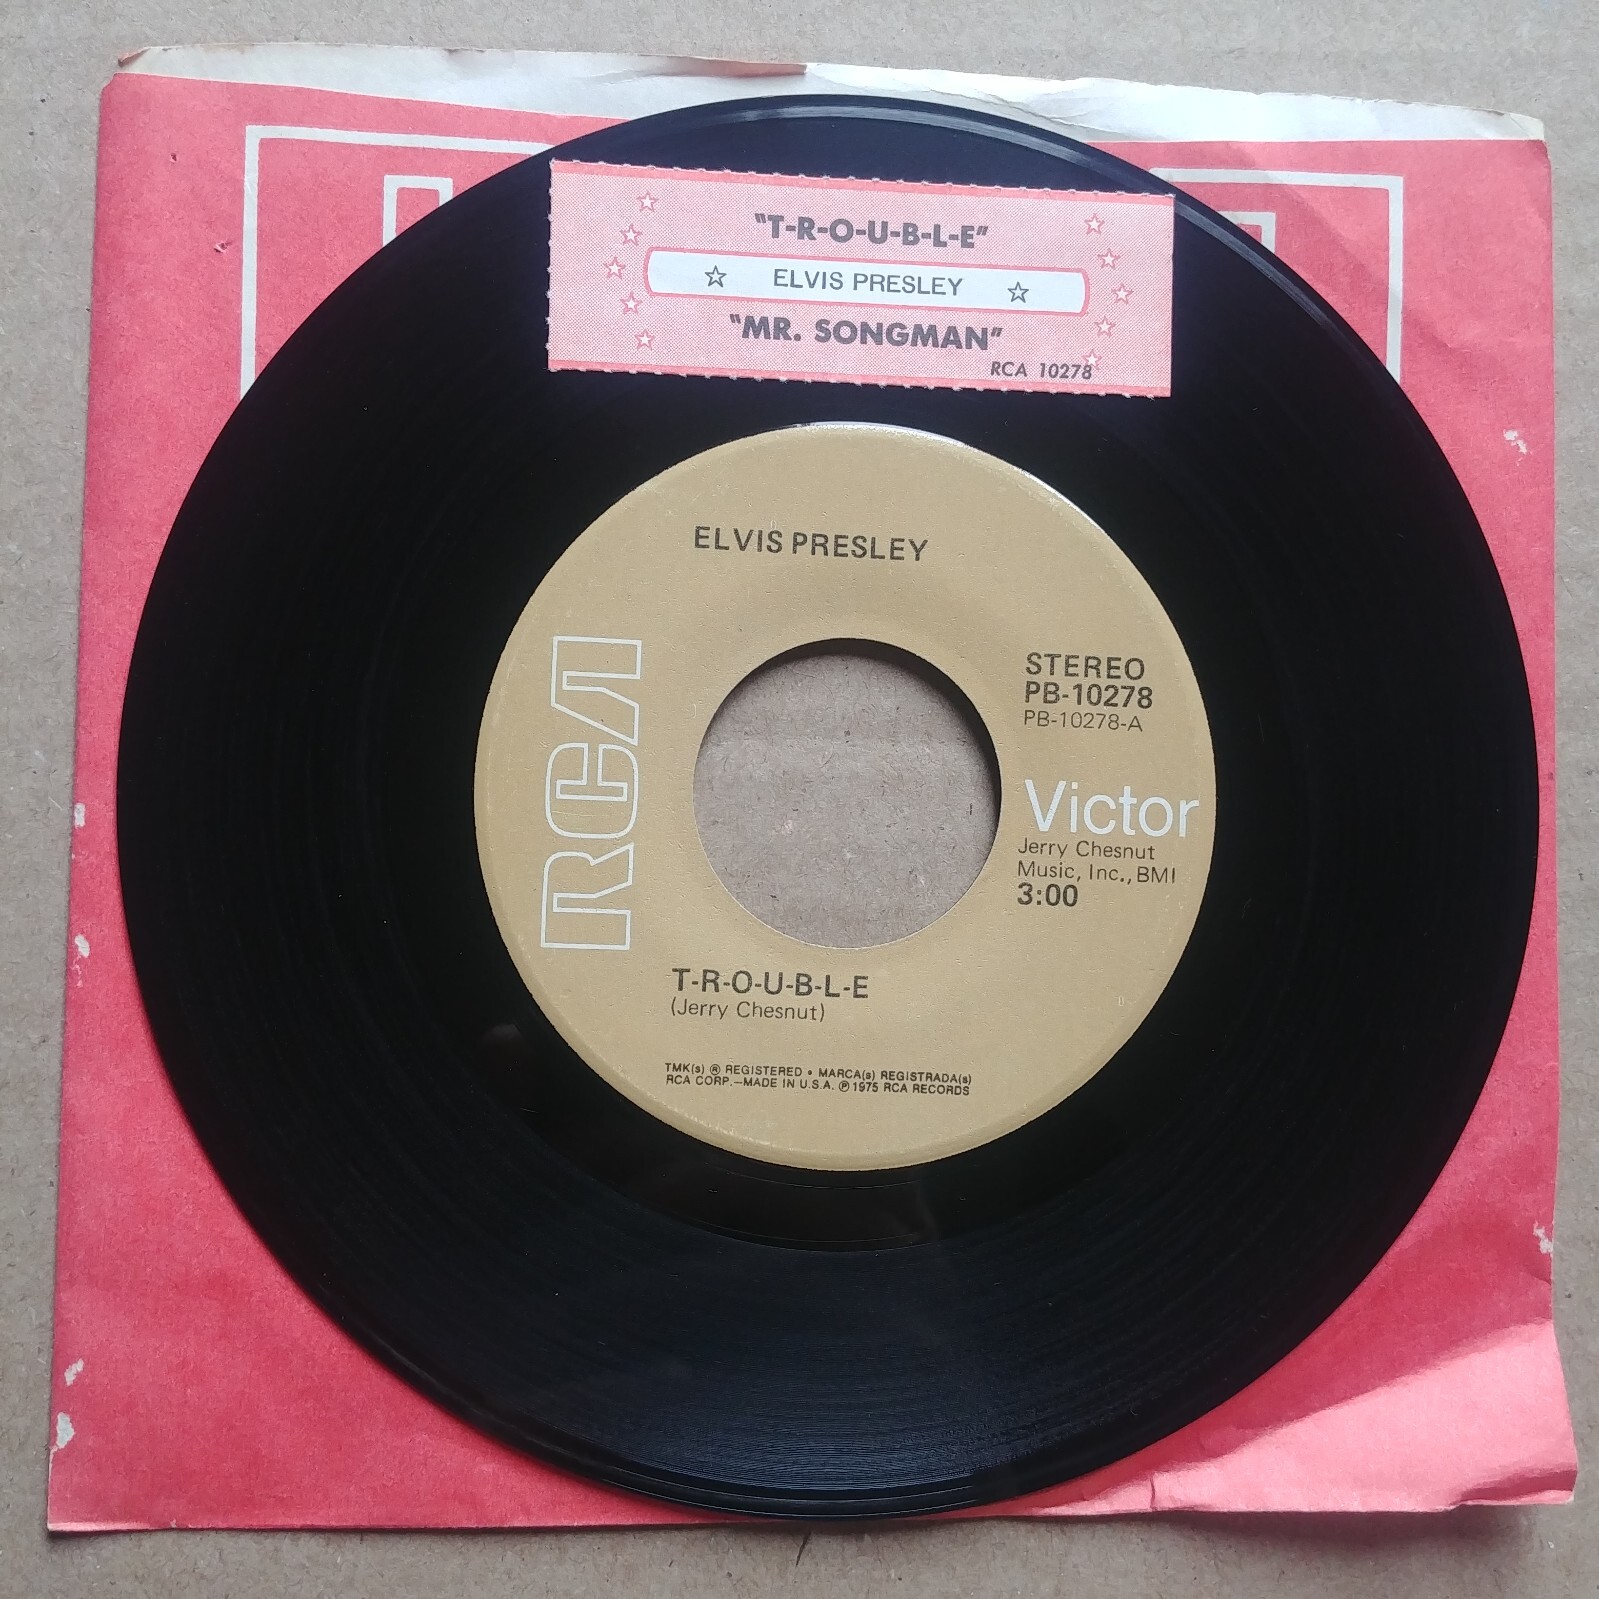 "T-R-O-U-B-L-E"
ELVIS PRESLEY
"MR. SONGMAN"
RCA 10278
ELVIS PRESLEY
RCA
STEREO
PB-10278
PB-10278-A
Victor
Jerry Chesnut
Music, Inc., BMI
3:00
T-R-O-U-B-L-E
(Jerry Chesnut)
TMK(s) ® REGISTERED • MARCA(s) REGISTRADA(s)
RCA CORP.—MADE IN U.S.A. ℗ 1975 RCA RECORDS